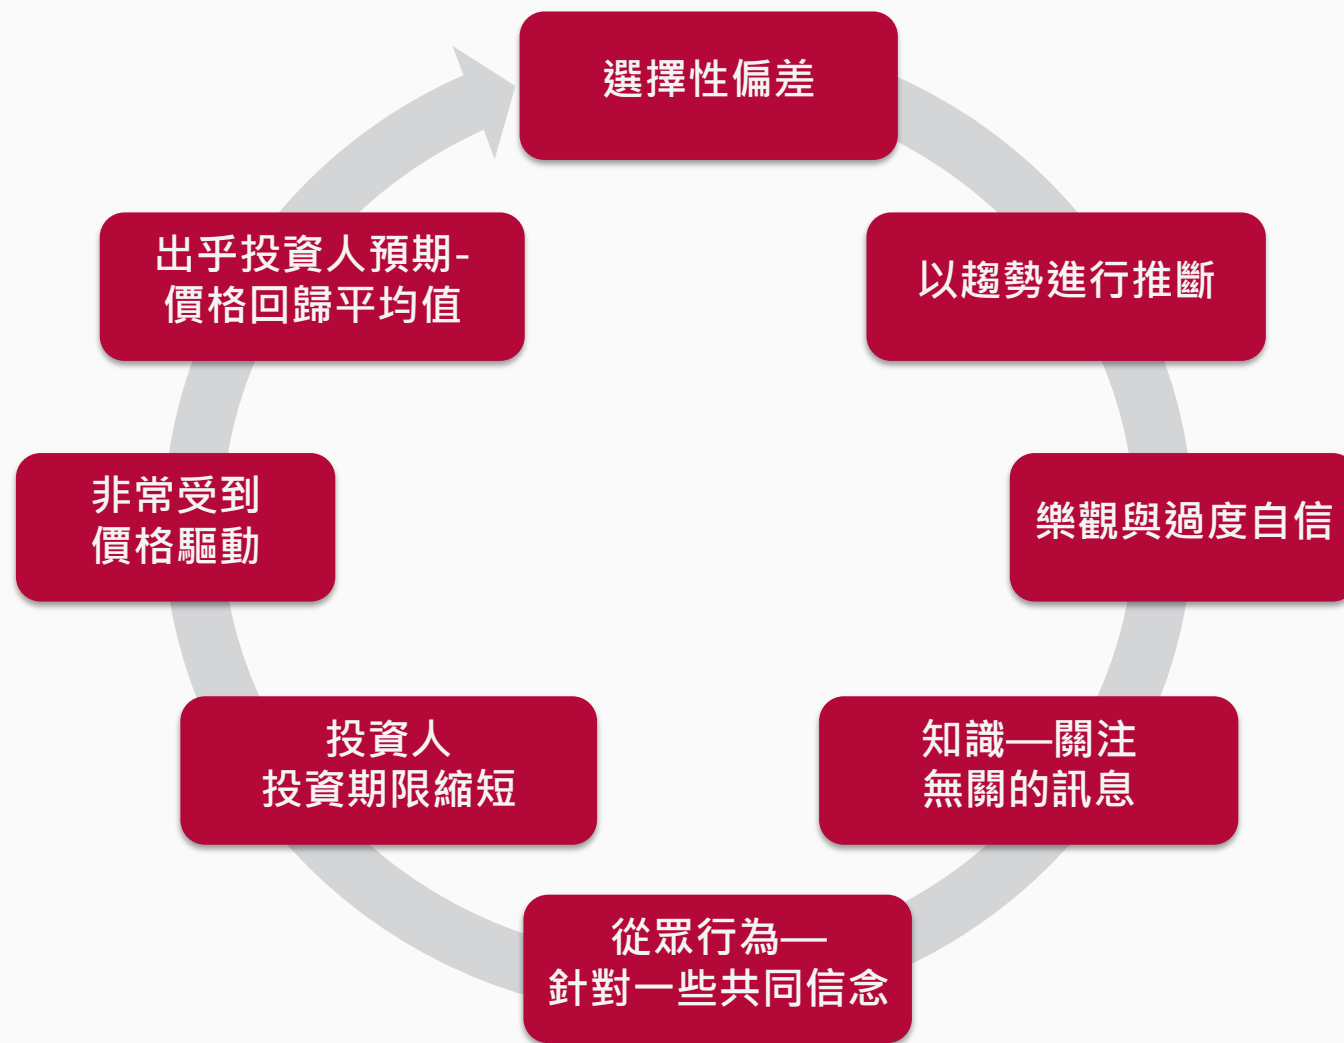 選擇性偏差
以趨勢進行推斷
樂觀與過度自信
知識—關注
無關的訊息
從眾行為—
針對一些共同信念
投資人
投資期限縮短
非常受到
價格驅動
出乎投資人預期-
價格回歸平均值